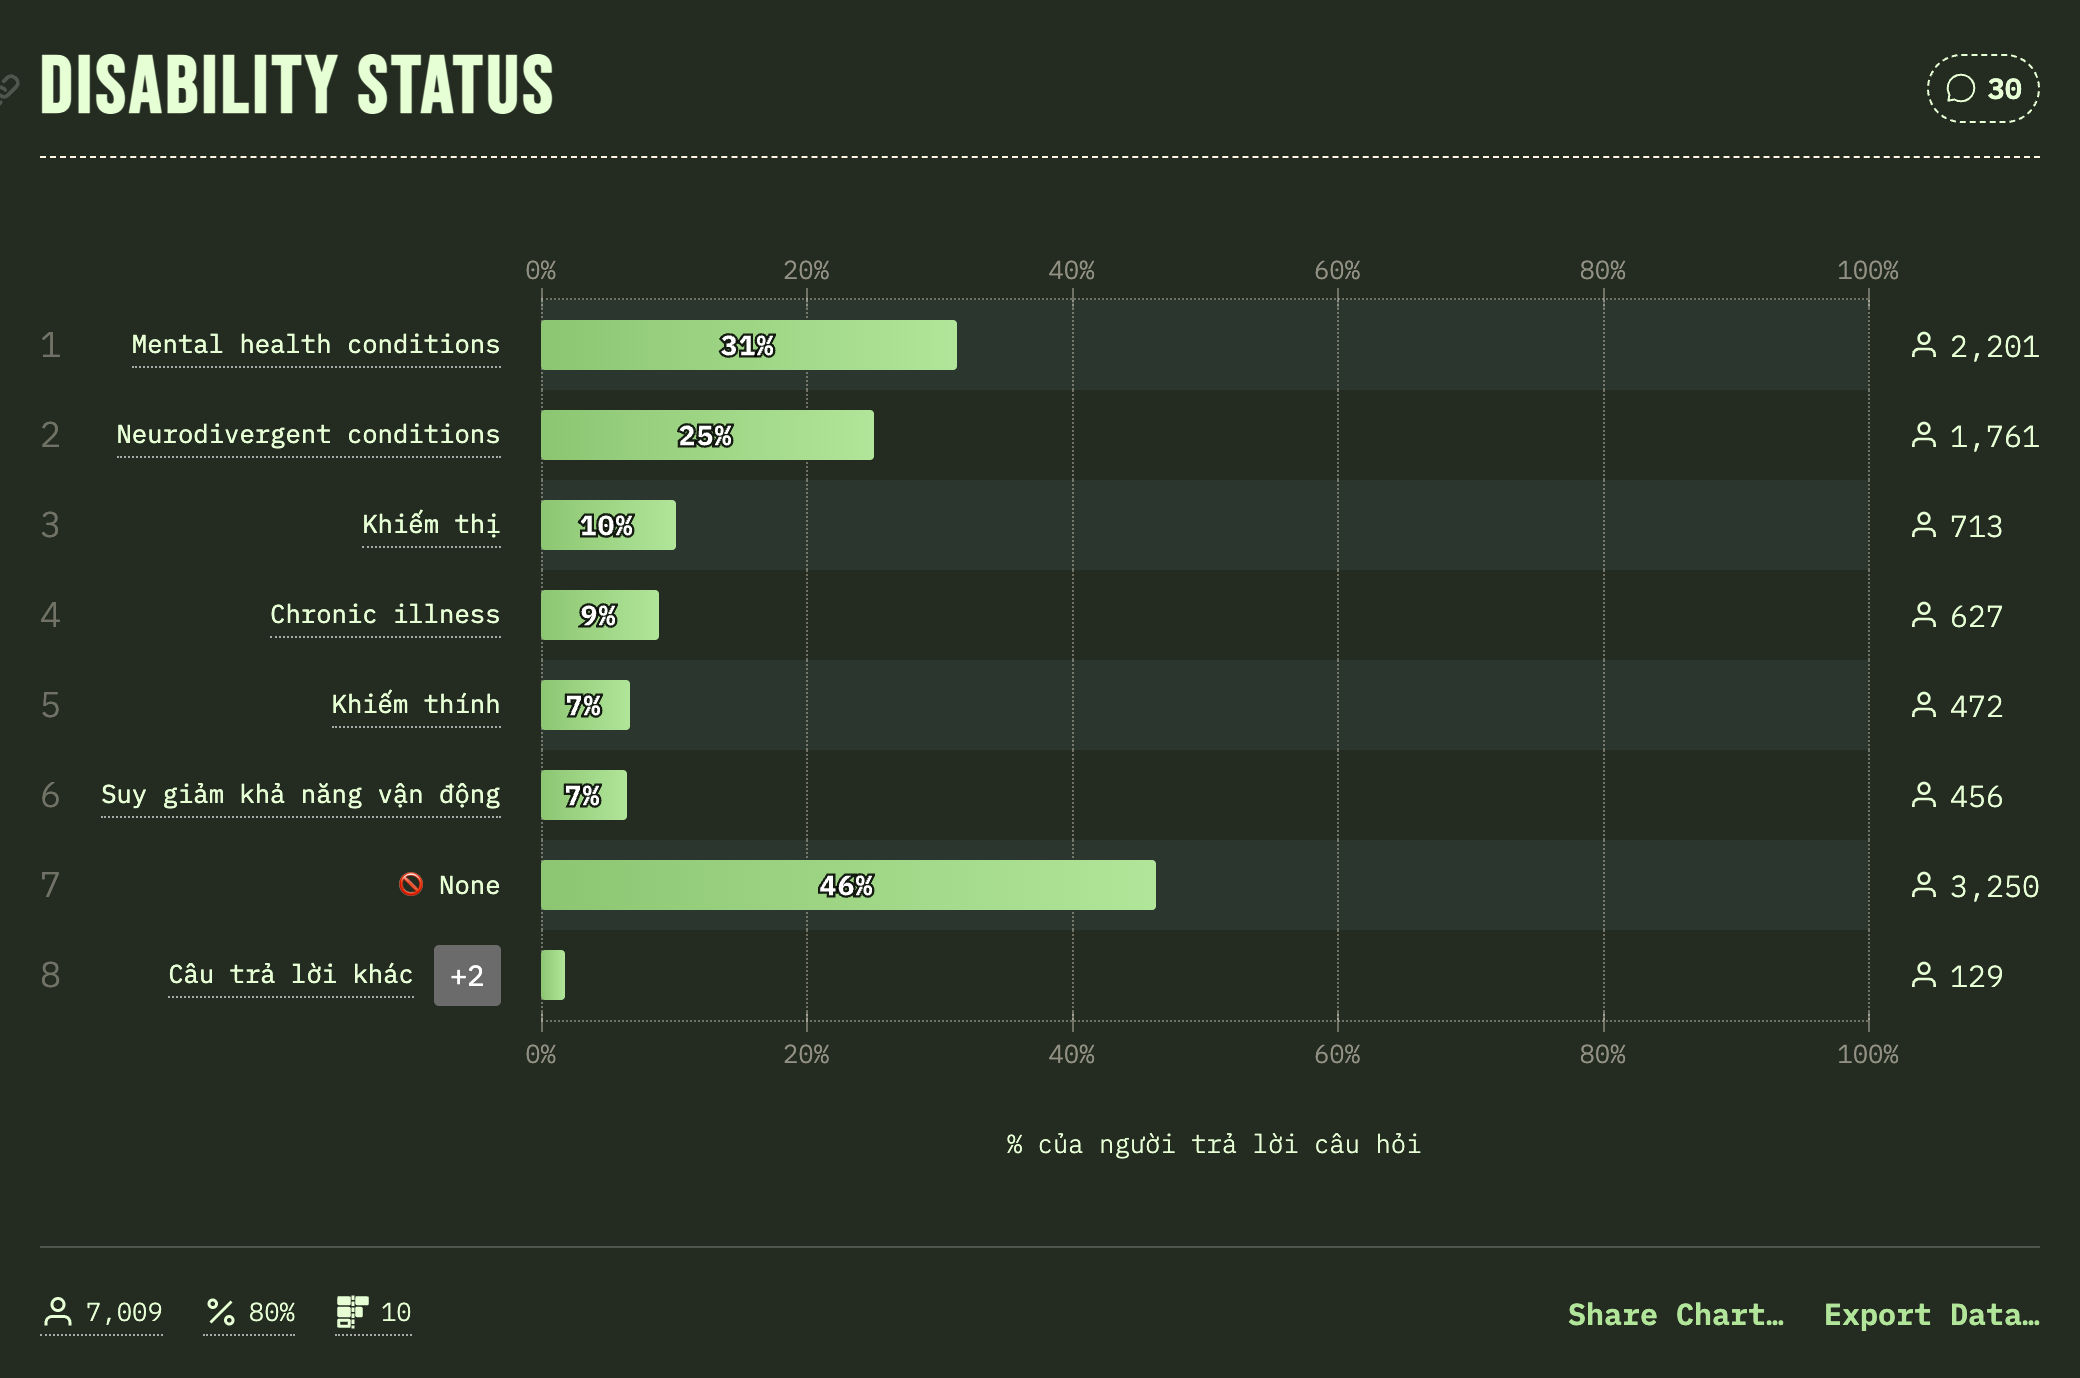 DISABILITY STATUS
30
0% 20% 40% 60% 80% 100%
1 Mental health conditions 31% 2,201
2 Neurodivergent conditions 25% 1,761
3 Khiếm thị 10% 713
4 Chronic illness 9% 627
5 Khiếm thính 7% 472
6 Suy giảm khả năng vận động 7% 456
7 None 46% 3,250
8 Câu trả lời khác +2 129
0% 20% 40% 60% 80% 100%
% của người trả lời câu hỏi
7,009 80% 10 Share Chart… Export Data…